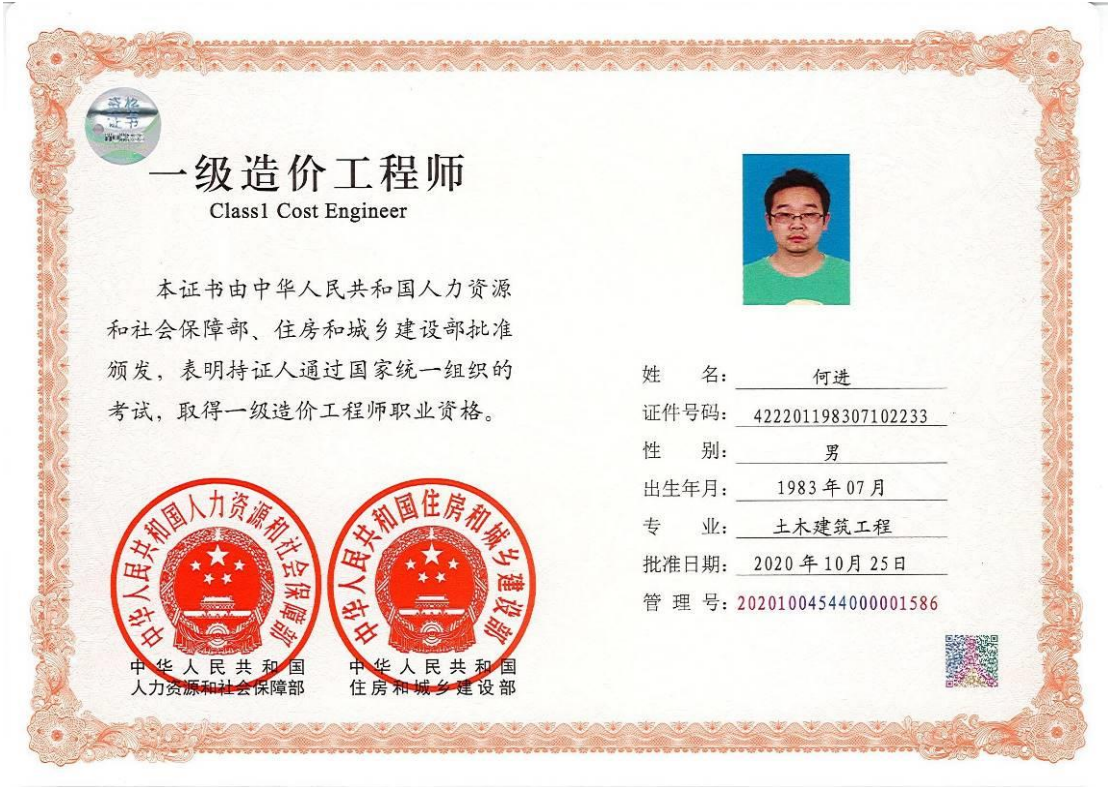 资格
证书
一级造价工程师
Class1 Cost Engineer
本证书由中华人民共和国人力资源
和社会保障部、住房和城乡建设部批准
颁发，表明持证人通过国家统一组织的
考试，取得一级造价工程师职业资格。
中华人民共和国人力资源和社会保障部
中华人民共和国住房和城乡建设部
中华人民共和国
人力资源和社会保障部
中华人民共和国
住房和城乡建设部
姓 名： 何进
证件号码： 422201198307102233
性 别： 男
出生年月： 1983年07月
专 业： 土木建筑工程
批准日期： 2020年10月25日
管 理 号： 20201004544000001586